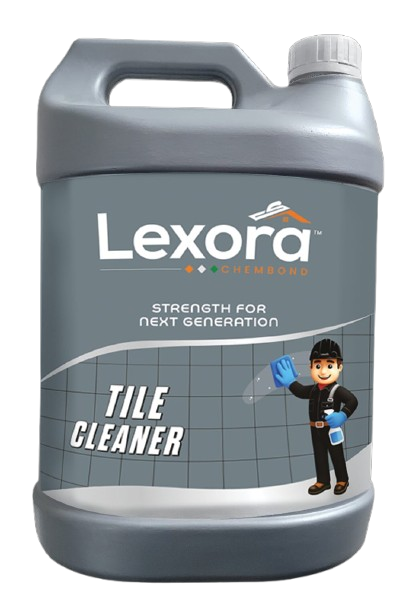 Lexora™
CHEMBOND
STRENGTH FOR
NEXT GENERATION
TILE
CLEANER